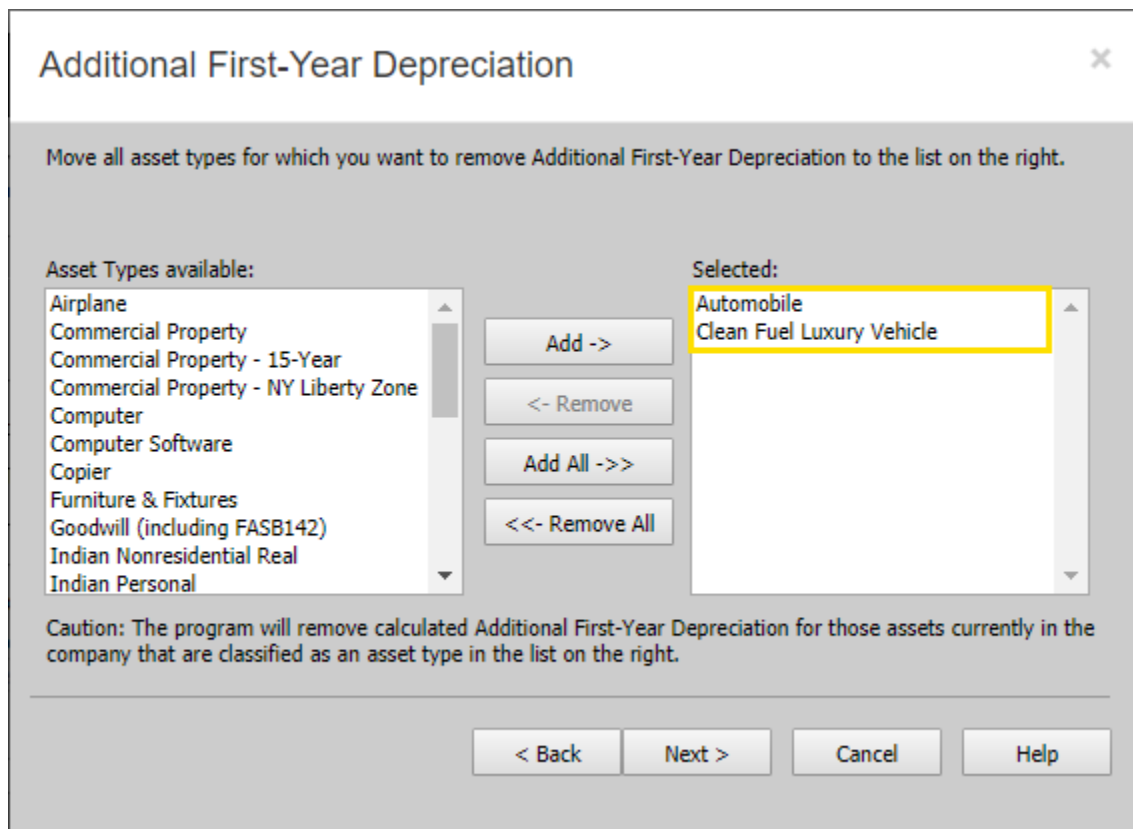 Additional First-Year Depreciation
×
Move all asset types for which you want to remove Additional First-Year Depreciation to the list on the right.
Asset Types available:
Airplane
Commercial Property
Commercial Property - 15-Year
Commercial Property - NY Liberty Zone
Computer
Computer Software
Copier
Furniture & Fixtures
Goodwill (including FASB142)
Indian Nonresidential Real
Indian Personal
Add ->
<- Remove
Add All ->>
<<- Remove All
Selected:
Automobile
Clean Fuel Luxury Vehicle
Caution: The program will remove calculated Additional First-Year Depreciation for those assets currently in the
company that are classified as an asset type in the list on the right.
< Back
Next >
Cancel
Help